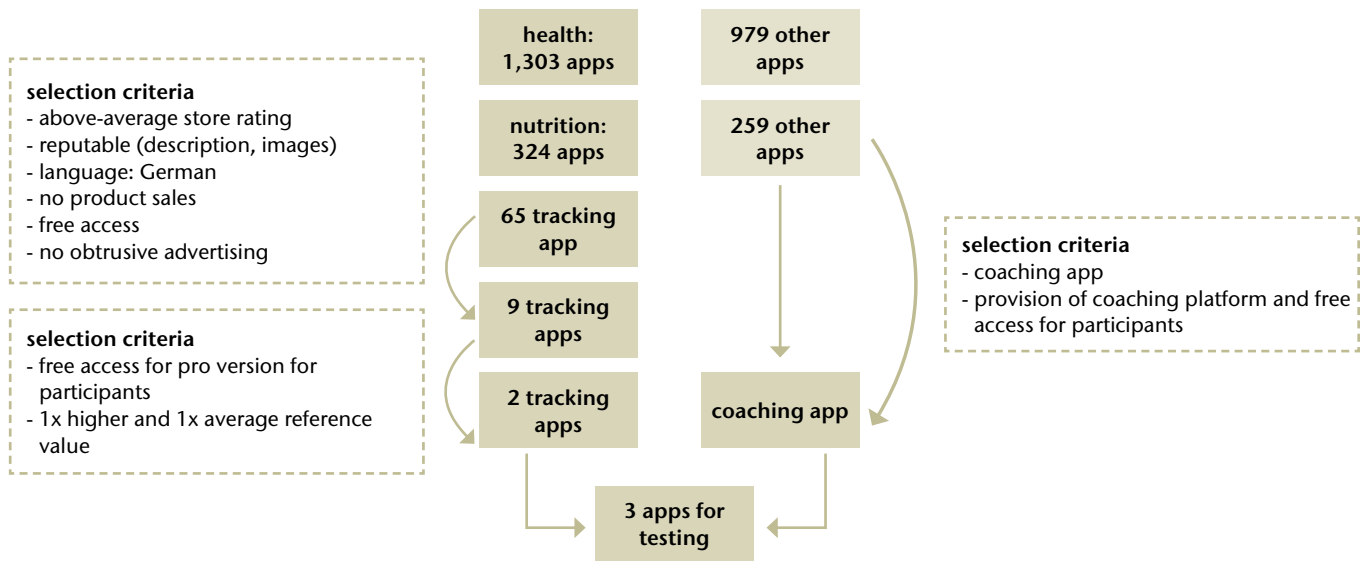 health:
1,303 apps
979 other
apps
selection criteria
- above-average store rating
- reputable (description, images)
- language: German
- no product sales
- free access
- no obtrusive advertising
nutrition:
324 apps
259 other
apps
65 tracking
app
selection criteria
- coaching app
- provision of coaching platform and free
access for participants
9 tracking
apps
selection criteria
- free access for pro version for
participants
- 1x higher and 1x average reference
value
2 tracking
apps
coaching app
3 apps for
testing